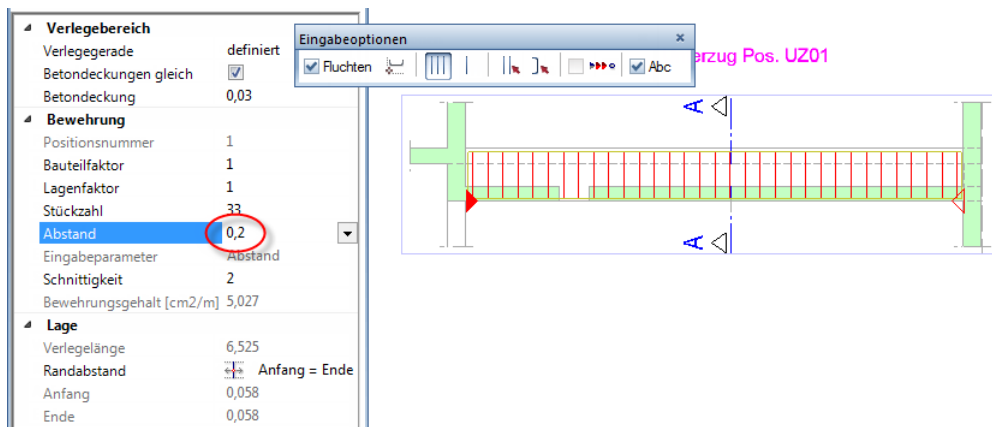 Verlegebereich
Verlegegerade definiert
Betondeckungen gleich
Betondeckung 0,03
Bewehrung
Positionsnummer 1
Bauteilfaktor 1
Lagenfaktor 1
Stückzahl 33
Abstand 0,2
Eingabeparameter Abstand
Schnittigkeit 2
Bewehrungsgehalt [cm2/m] 5,027
Lage
Verlegelänge 6,525
Randabstand Anfang = Ende
Anfang 0,058
Ende 0,058
Eingabeoptionen x
Fluchten Abc
erzug Pos. UZ01
A
A